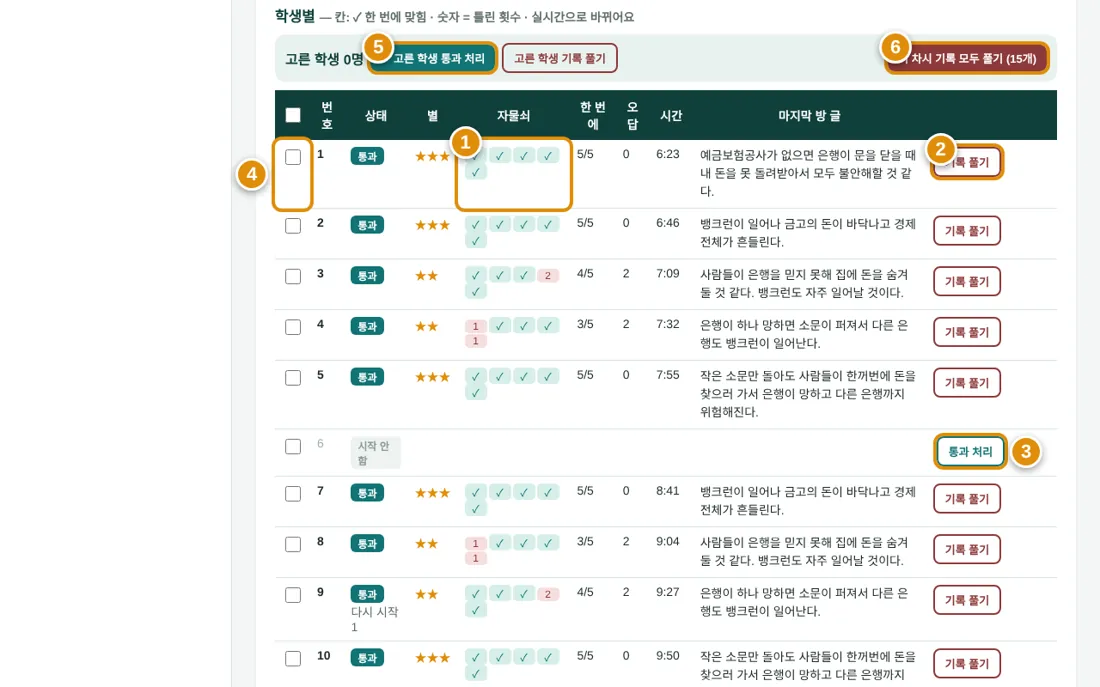 학생별 — 칸: ✓ 한 번에 맞힘 · 숫자 = 틀린 횟수 · 실시간으로 바뀌어요
고른 학생 0명 5 고른 학생 통과 처리 고른 학생 기록 풀기 6 차시 기록 모두 풀기 (15개)
번호 상태 별 자물쇠 한 번에 오답 시간 마지막 방 글
4 1 통과 ★★★ 1 ✓ ✓ ✓ 5/5 0 6:23 예금보험공사가 없으면 은행이 문을 닫을 때 2 기록 풀기
✓ 내 돈을 못 돌려받아서 모두 불안해할 것 같
다.
2 통과 ★★★ ✓ ✓ ✓ ✓ 5/5 0 6:46 뱅크런이 일어나 금고의 돈이 바닥나고 경제 기록 풀기
✓ 전체가 흔들린다.
3 통과 ★★ ✓ ✓ ✓ 2 4/5 2 7:09 사람들이 은행을 믿지 못해 집에 돈을 숨겨 기록 풀기
✓ 둘 것 같다. 뱅크런도 자주 일어날 것이다.
4 통과 ★★ 1 ✓ ✓ ✓ 3/5 2 7:32 은행이 하나 망하면 소문이 퍼져서 다른 은 기록 풀기
1 행도 뱅크런이 일어난다.
5 통과 ★★★ ✓ ✓ ✓ ✓ 5/5 0 7:55 작은 소문만 돌아도 사람들이 한꺼번에 돈을 기록 풀기
✓ 찾으러 가서 은행이 망하고 다른 은행까지
위험해진다.
6 시작 안 함 통과 처리 3
7 통과 ★★★ ✓ ✓ ✓ ✓ 5/5 0 8:41 뱅크런이 일어나 금고의 돈이 바닥나고 경제 기록 풀기
✓ 전체가 흔들린다.
8 통과 ★★ 1 ✓ ✓ ✓ 3/5 2 9:04 사람들이 은행을 믿지 못해 집에 돈을 숨겨 기록 풀기
1 둘 것 같다. 뱅크런도 자주 일어날 것이다.
9 통과 ★★ ✓ ✓ ✓ 2 4/5 2 9:27 은행이 하나 망하면 소문이 퍼져서 다른 은 기록 풀기
다시 시작 ✓ 행도 뱅크런이 일어난다.
1
10 통과 ★★★ ✓ ✓ ✓ ✓ 5/5 0 9:50 작은 소문만 돌아도 사람들이 한꺼번에 돈을 기록 풀기
✓ 찾으러 가서 은행이 망하고 다른 은행까지